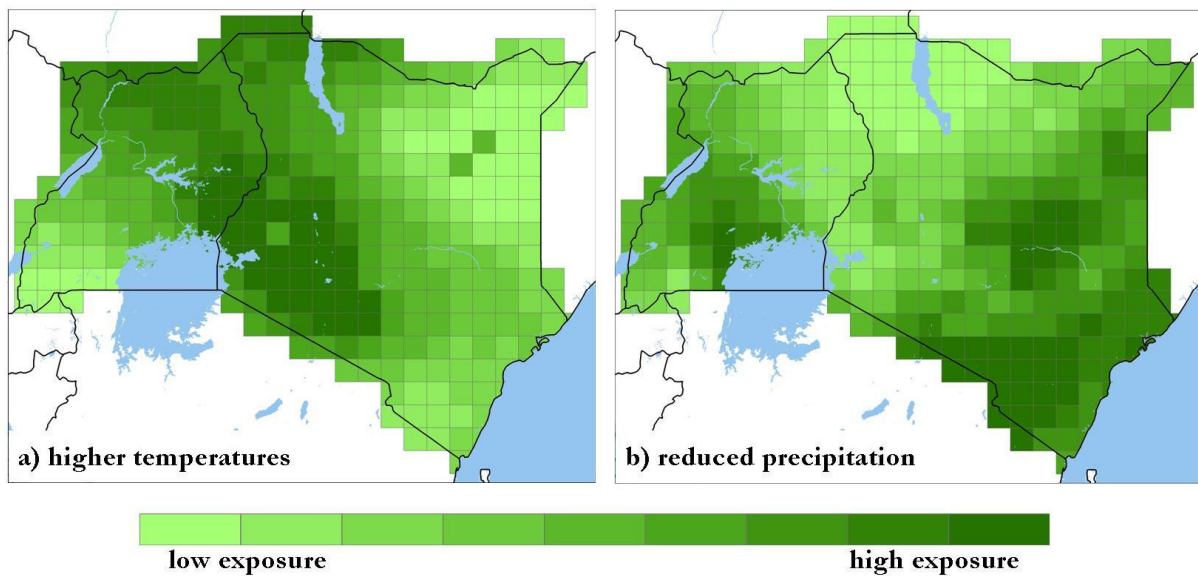 a) higher temperatures
b) reduced precipitation
low exposure
high exposure